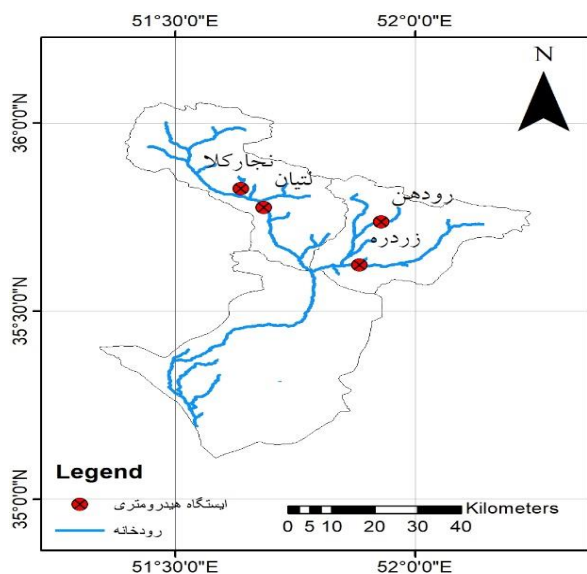 51°30'0"E 52°0'0"E
N
36°0'0"N
نجارکلا
لتیان
رودهن
زردره
35°30'0"N
Legend
ایستگاه هیدرومتری
رودخانه
Kilometers
0 5 10 20 30 40
35°0'0"N
51°30'0"E 52°0'0"E